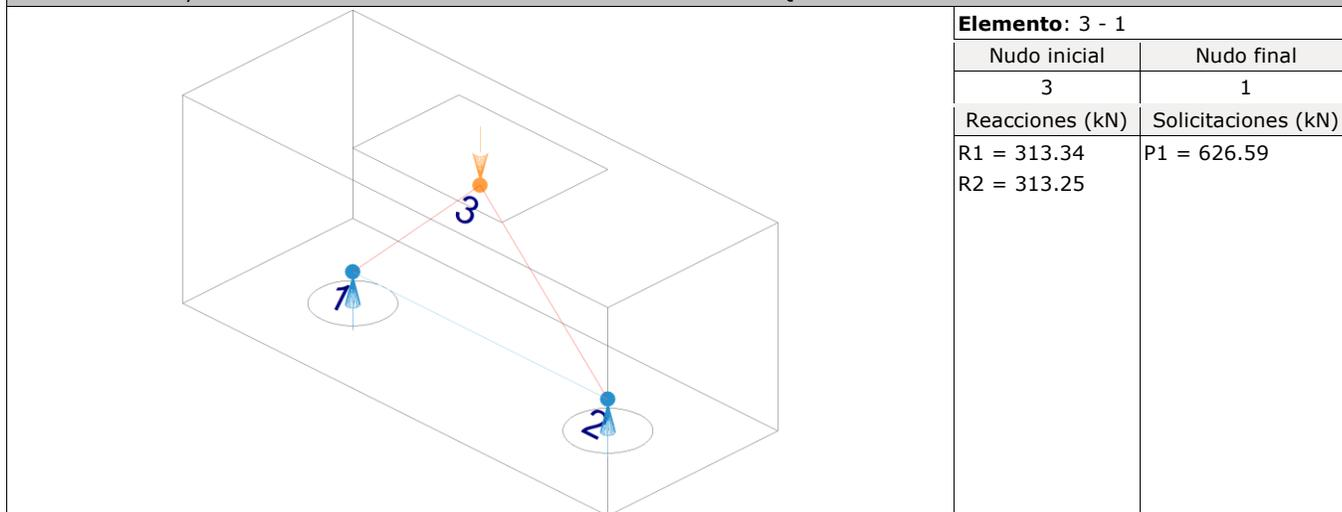 Elemento: 3 - 1
Nudo inicial Nudo final
3 1
Reacciones (kN) Solicitaciones (kN)
R1 = 313.34 P1 = 626.59
R2 = 313.25
3
1
2